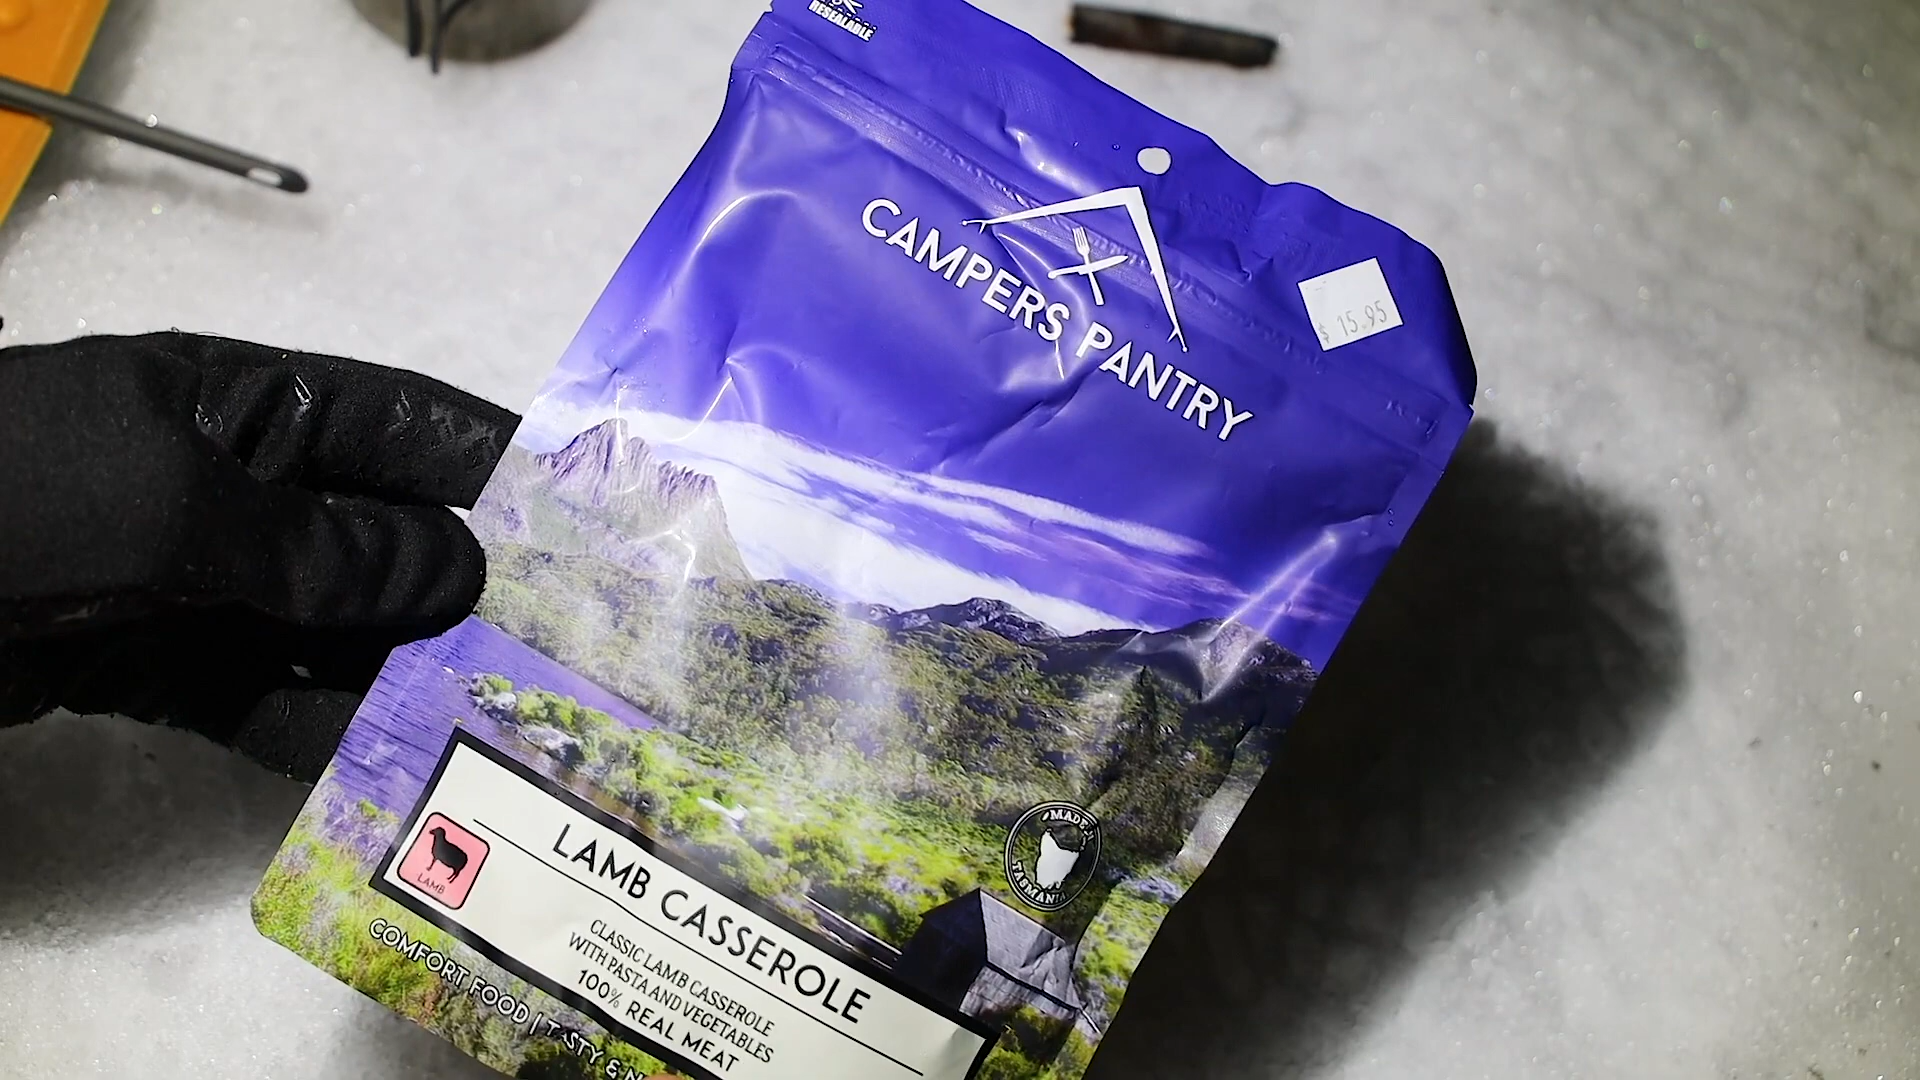 RESEALABLE
CAMPERS PANTRY
$ 15.95
MADE IN
TASMANIA
LAMB
LAMB CASSEROLE
CLASSIC LAMB CASSEROLE
WITH PASTA AND VEGETABLES
100% REAL MEAT
COMFORT FOOD | TASTY &